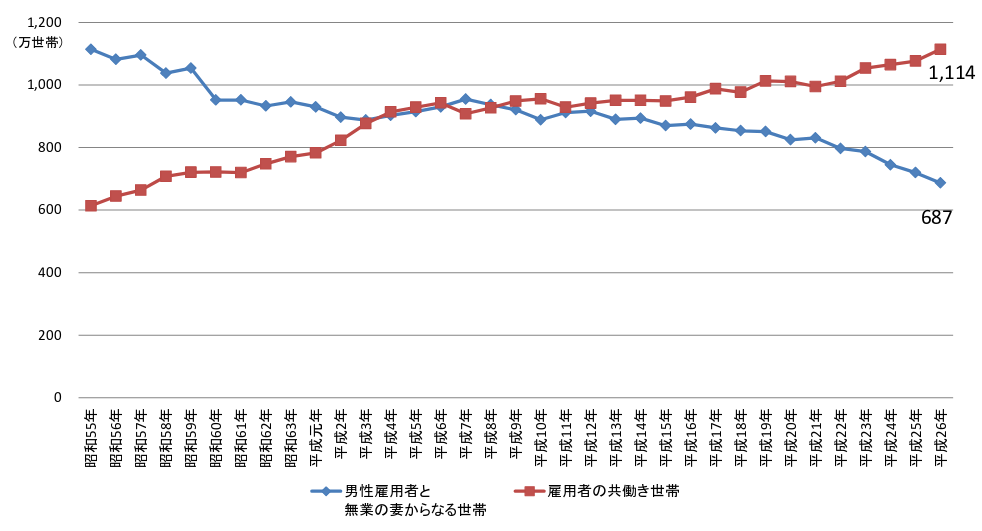 1,200
（万世帯）
1,000
800
600
400
200
0
1,114
687
昭和55年
昭和56年
昭和57年
昭和58年
昭和59年
昭和60年
昭和61年
昭和62年
昭和63年
平成元年
平成2年
平成3年
平成4年
平成5年
平成6年
平成7年
平成8年
平成9年
平成10年
平成11年
平成12年
平成13年
平成14年
平成15年
平成16年
平成17年
平成18年
平成19年
平成20年
平成21年
平成22年
平成23年
平成24年
平成25年
平成26年
男性雇用者と
無業の妻からなる世帯
雇用者の共働き世帯